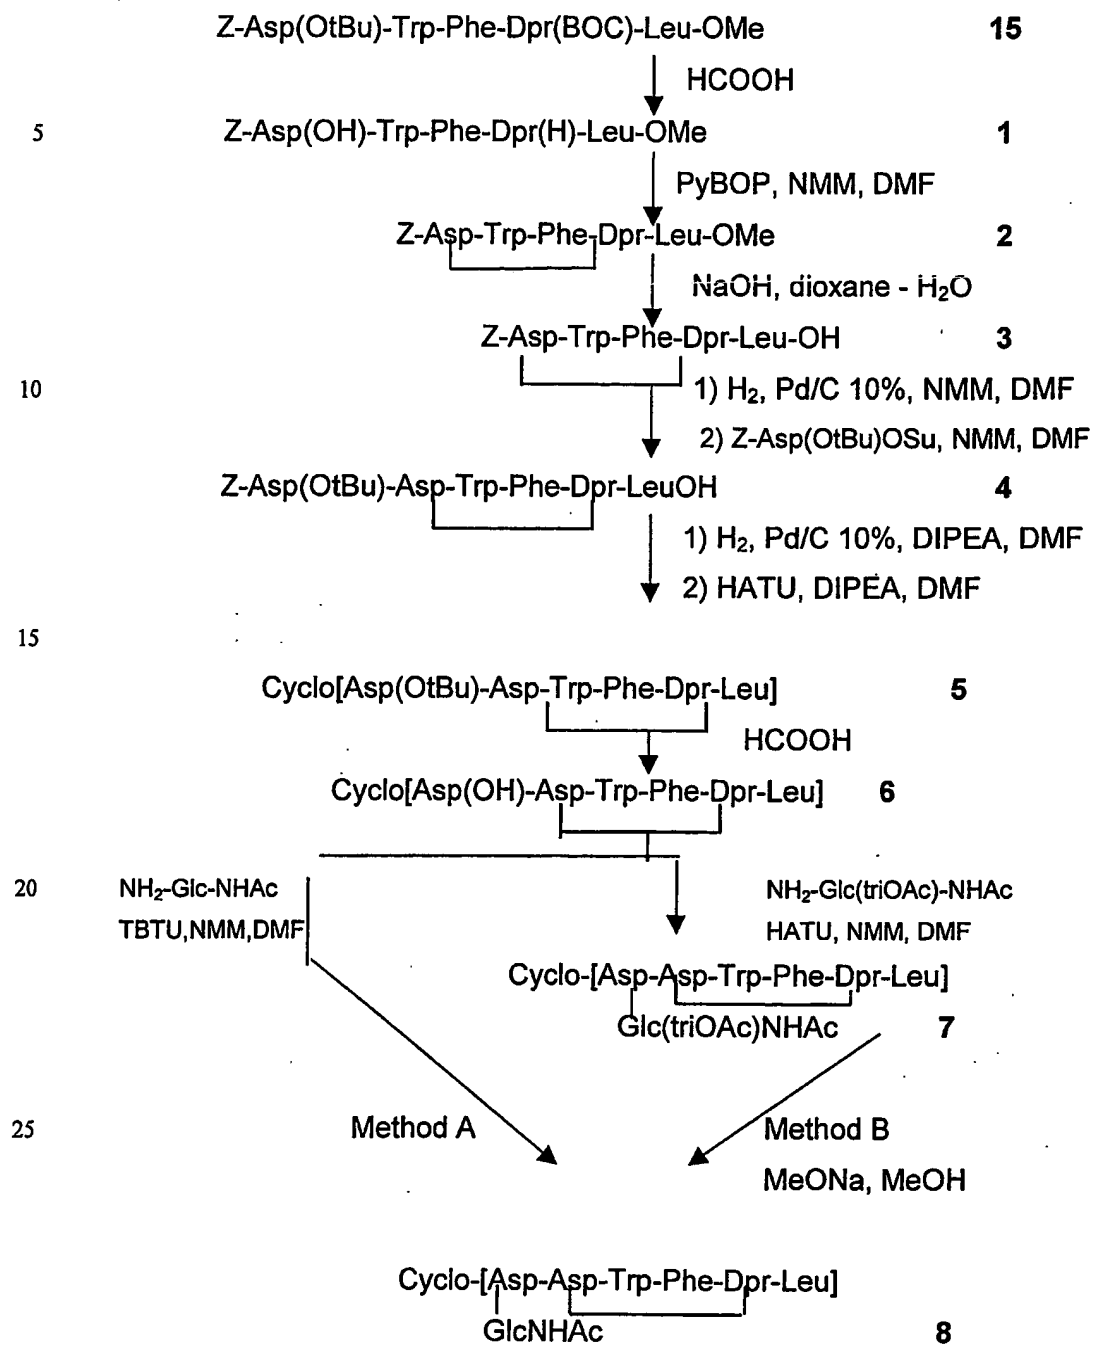 Z-Asp(OtBu)-Trp-Phe-Dpr(BOC)-Leu-OMe 15
HCOOH
5 Z-Asp(OH)-Trp-Phe-Dpr(H)-Leu-OMe 1
PyBOP, NMM, DMF
Z-Asp-Trp-Phe-Dpr-Leu-OMe 2
NaOH, dioxane - H₂O
Z-Asp-Trp-Phe-Dpr-Leu-OH 3
10 1) H₂, Pd/C 10%, NMM, DMF
2) Z-Asp(OtBu)OSu, NMM, DMF
Z-Asp(OtBu)-Asp-Trp-Phe-Dpr-LeuOH 4
1) H₂, Pd/C 10%, DIPEA, DMF
2) HATU, DIPEA, DMF
15
Cyclo[Asp(OtBu)-Asp-Trp-Phe-Dpr-Leu] 5
HCOOH
Cyclo[Asp(OH)-Asp-Trp-Phe-Dpr-Leu] 6
20 NH₂-Glc-NHAc NH₂-Glc(triOAc)-NHAc
TBTU,NMM,DMF HATU, NMM, DMF
Cyclo-[Asp-Asp-Trp-Phe-Dpr-Leu]
Glc(triOAc)NHAc 7
25 Method A Method B
MeONa, MeOH
Cyclo-[Asp-Asp-Trp-Phe-Dpr-Leu]
GlcNHAc 8